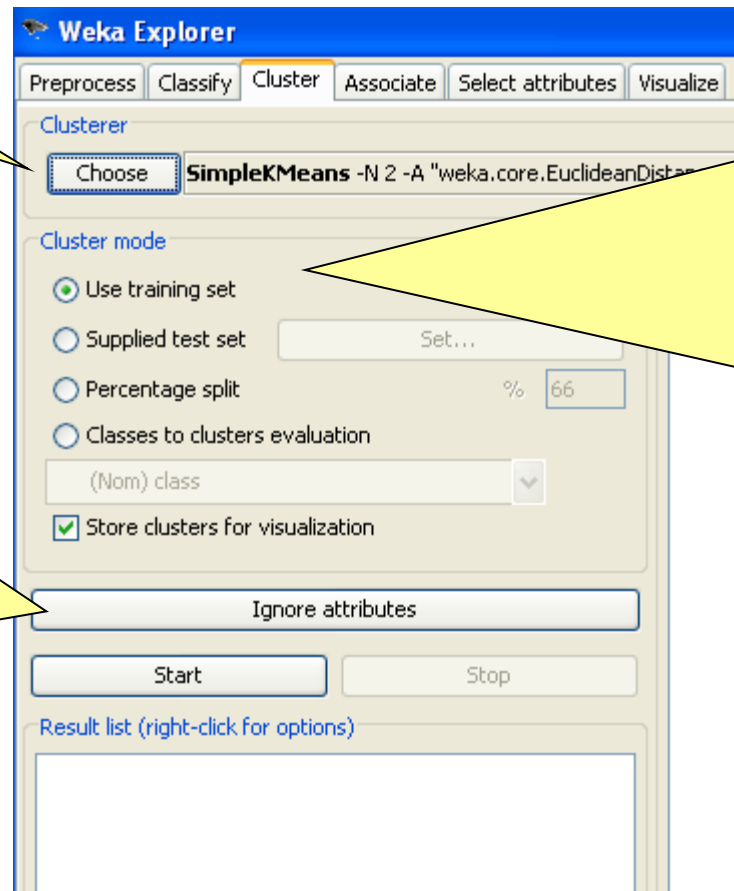 Weka Explorer
Preprocess Classify Cluster Associate Select attributes Visualize
Clusterer
Choose SimpleKMeans -N 2 -A "weka.core.EuclideanDistan
Cluster mode
Use training set
Supplied test set Set...
Percentage split % 66
Classes to clusters evaluation
(Nom) class
Store clusters for visualization
Ignore attributes
Start Stop
Result list (right-click for options)